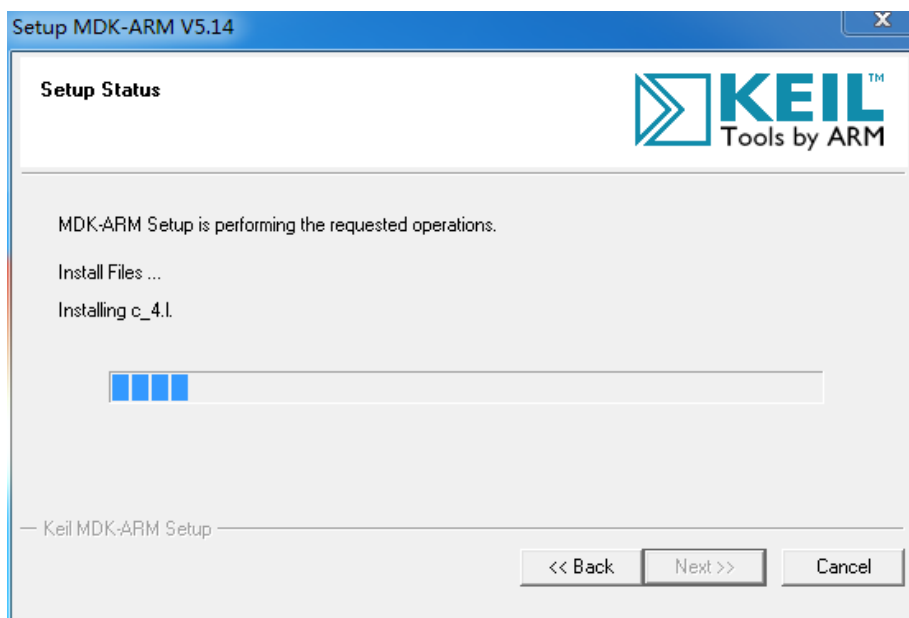 Setup MDK-ARM V5.14
X
Setup Status
KEIL™
Tools by ARM
MDK-ARM Setup is performing the requested operations.
Install Files ...
Installing c_4.l.
Keil MDK-ARM Setup
<< Back
Next >>
Cancel